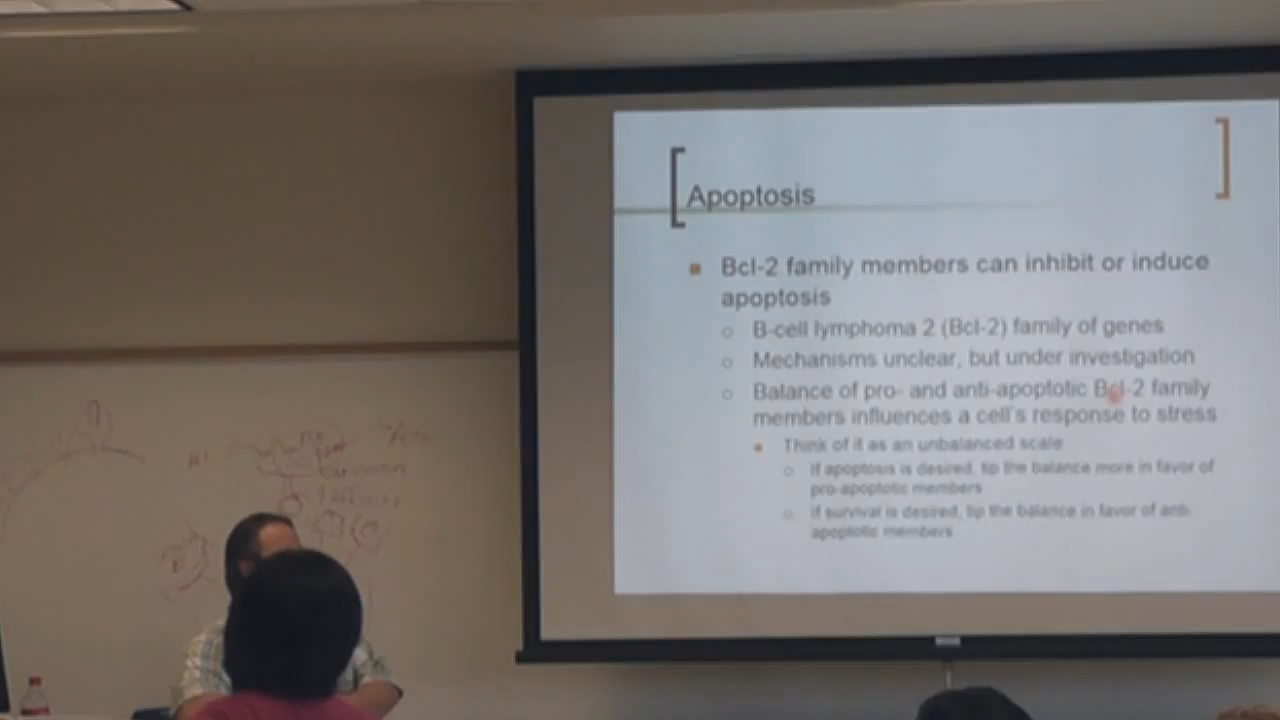 Apoptosis
Bcl-2 family members can inhibit or induce
apoptosis
B-cell lymphoma 2 (Bcl-2) family of genes
Mechanisms unclear, but under investigation
Balance of pro- and anti-apoplotic Bcl-2 family
members influences a cell's response to stress
Think of it as an unbalanced scale
If apoptosis is desired, tip the balance more in favor of
pro-apoptotic members
If survival is desired, tip the balance in favor of anti-
apoptotic members